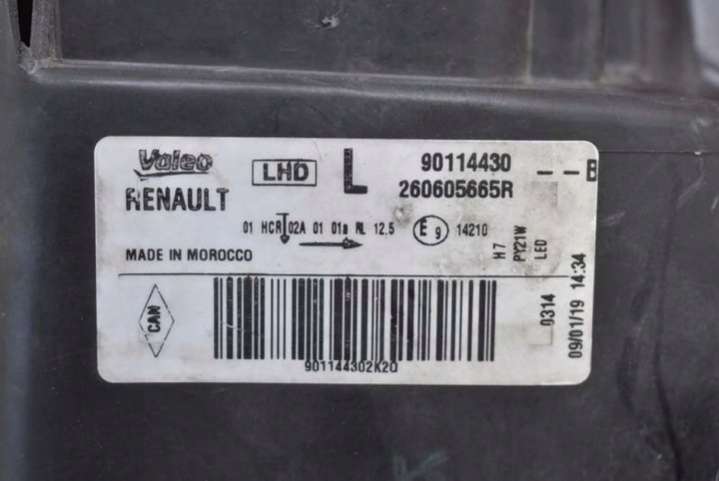 Valeo
RENAULT
LHD
L
90114430
260605665R
- - B
01 HCR 02A 01 01a RL 12.5
E9 14210
MADE IN MOROCCO
H7
PY21W
LED
CAN
901144302K20
0314
09/01/19 14:34